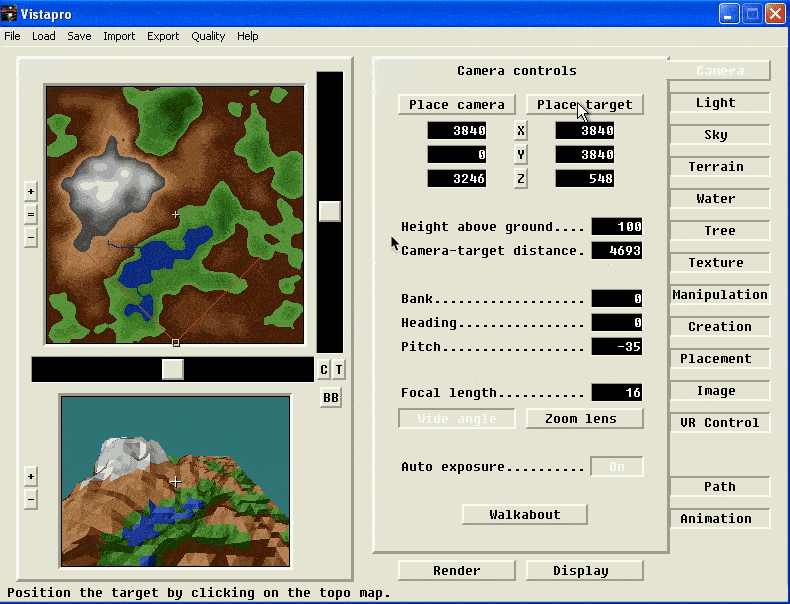 Vistapro
File Load Save Import Export Quality Help
Camera controls
Place camera Place target
3840 X 3840
0 Y 3840
3246 Z 548
Height above ground.... 100
Camera-target distance. 4693
Bank................. 0
Heading.............. 0
Pitch................ -35
Focal length........... 16
Wide angle Zoom lens
Auto exposure.......... On
Walkabout
Render Display
Camera
Light
Sky
Terrain
Water
Tree
Texture
Manipulation
Creation
Placement
Image
VR Control
Path
Animation
+
=
-
C T
BB
+
-
Position the target by clicking on the topo map.